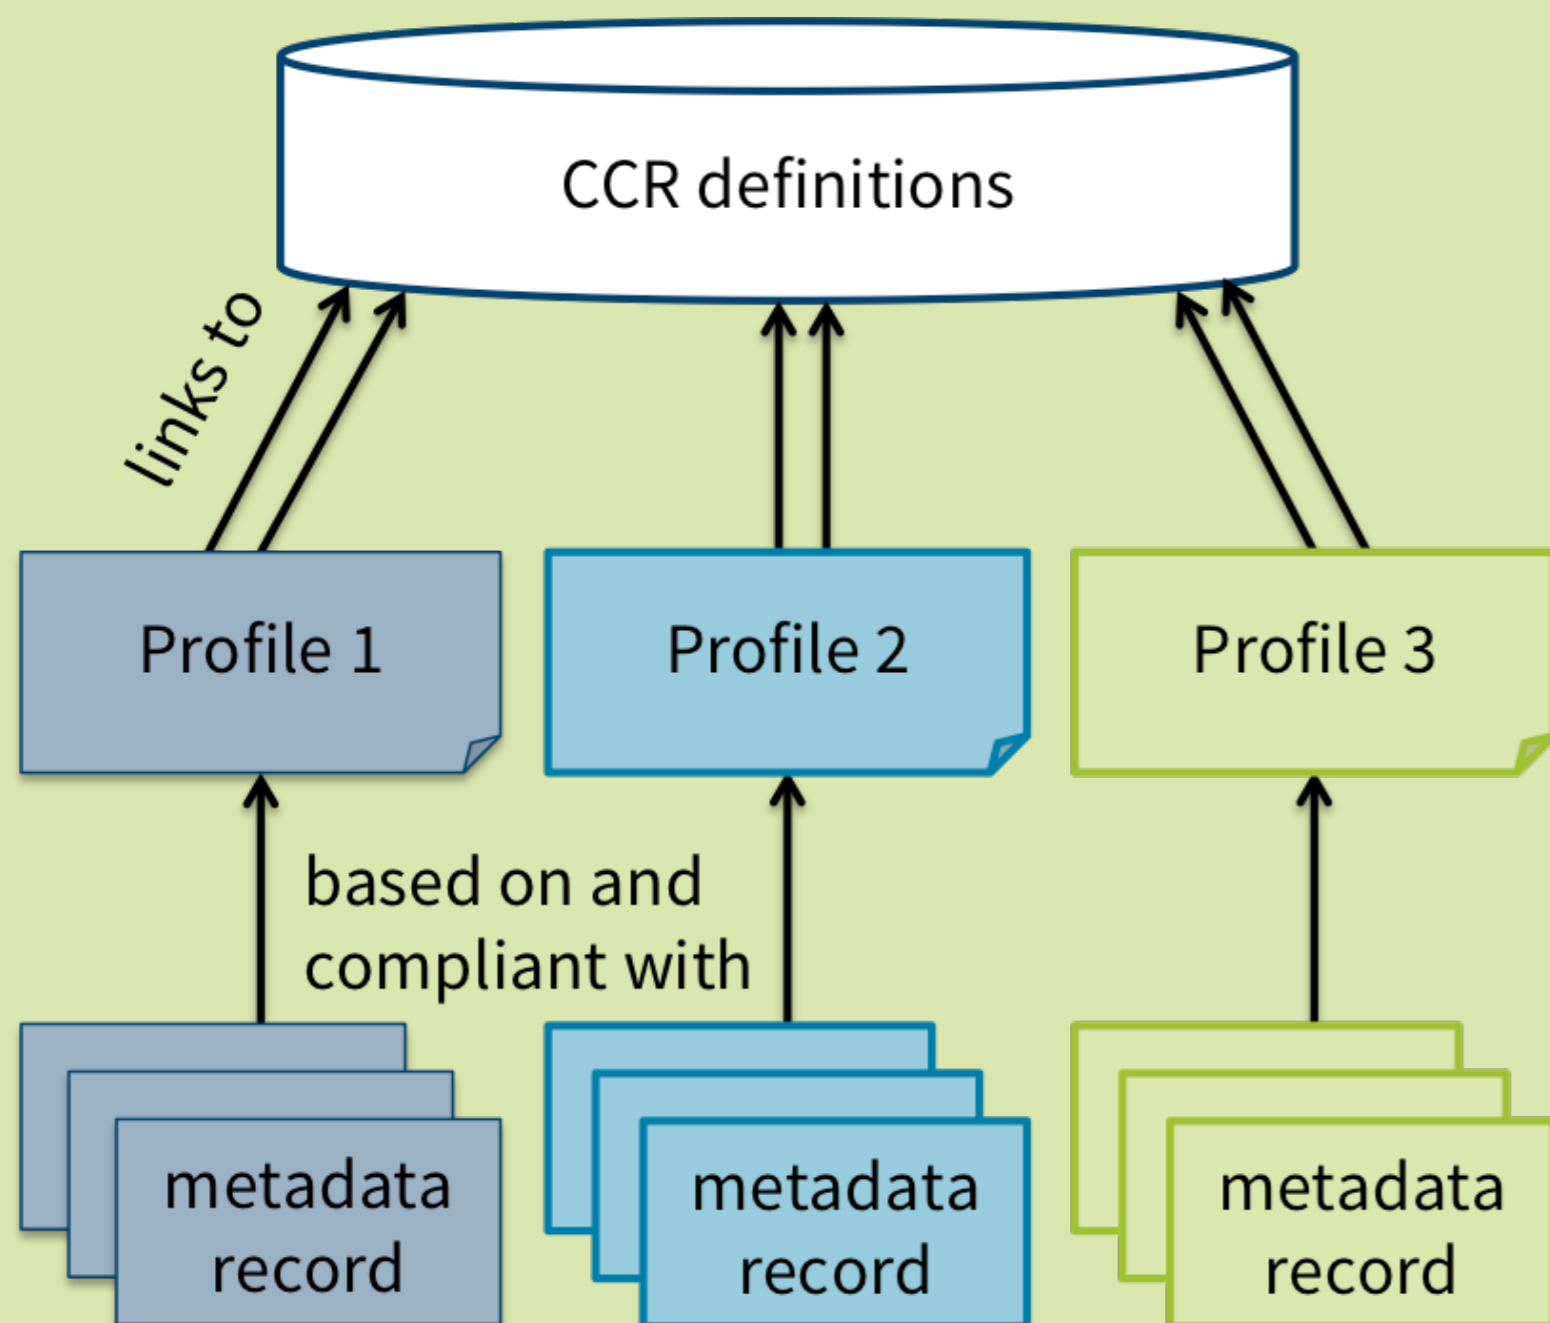 CCR definitions
links to
Profile 1
Profile 2
Profile 3
based on and
compliant with
metadata
record
metadata
record
metadata
record